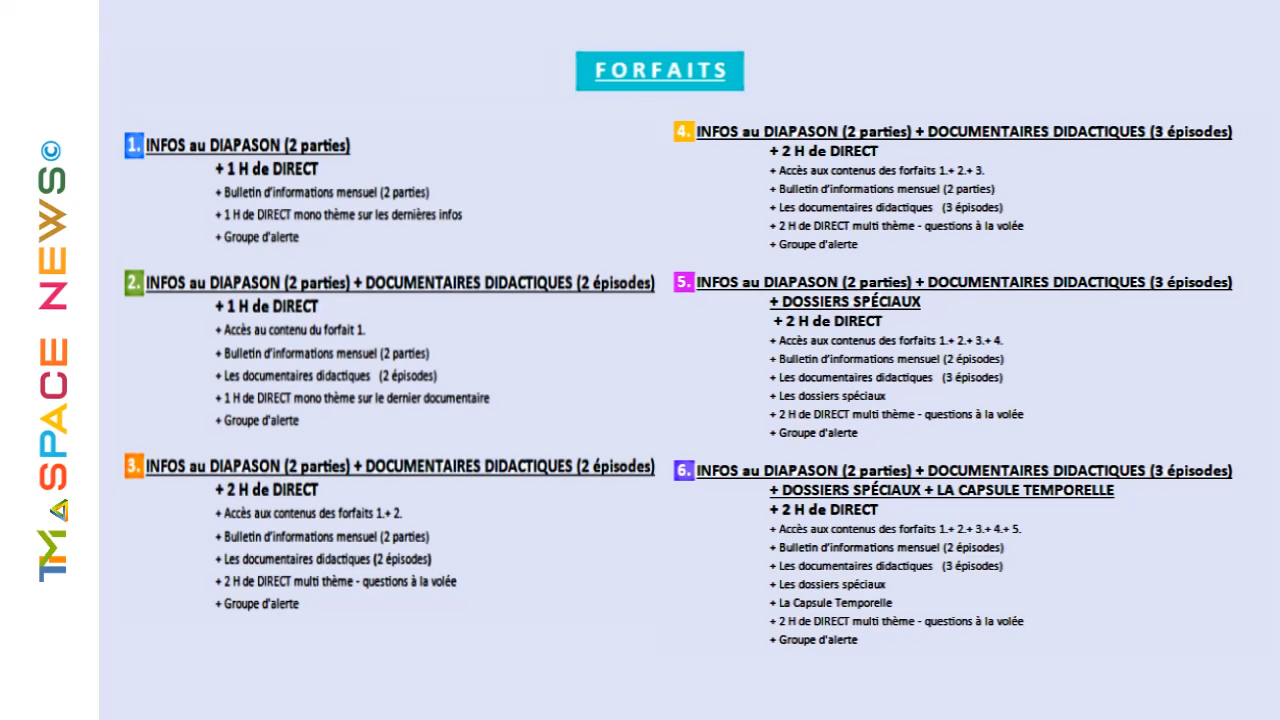 TMASPACE NEWS©
FORFAITS
1. INFOS au DIAPASON (2 parties)
+ 1 H de DIRECT
+ Bulletin d'informations mensuel (2 parties)
+ 1 H de DIRECT mono thème sur les dernières infos
+ Groupe d'alerte
2. INFOS au DIAPASON (2 parties) + DOCUMENTAIRES DIDACTIQUES (2 épisodes)
+ 1 H de DIRECT
+ Accès au contenu du forfait 1.
+ Bulletin d'informations mensuel (2 parties)
+ Les documentaires didactiques (2 épisodes)
+ 1 H de DIRECT mono thème sur le dernier documentaire
+ Groupe d'alerte
3. INFOS au DIAPASON (2 parties) + DOCUMENTAIRES DIDACTIQUES (2 épisodes)
+ 2 H de DIRECT
+ Accès aux contenus des forfaits 1.+ 2.
+ Bulletin d'informations mensuel (2 parties)
+ Les documentaires didactiques (2 épisodes)
+ 2 H de DIRECT multi thème - questions à la volée
+ Groupe d'alerte
4. INFOS au DIAPASON (2 parties) + DOCUMENTAIRES DIDACTIQUES (3 épisodes)
+ 2 H de DIRECT
+ Accès aux contenus des forfaits 1.+ 2.+ 3.
+ Bulletin d'informations mensuel (2 parties)
+ Les documentaires didactiques (3 épisodes)
+ 2 H de DIRECT multi thème - questions à la volée
+ Groupe d'alerte
5. INFOS au DIAPASON (2 parties) + DOCUMENTAIRES DIDACTIQUES (3 épisodes)
+ DOSSIERS SPÉCIAUX
+ 2 H de DIRECT
+ Accès aux contenus des forfaits 1.+ 2.+ 3.+ 4.
+ Bulletin d'informations mensuel (2 épisodes)
+ Les documentaires didactiques (3 épisodes)
+ Les dossiers spéciaux
+ 2 H de DIRECT multi thème - questions à la volée
+ Groupe d'alerte
6. INFOS au DIAPASON (2 parties) + DOCUMENTAIRES DIDACTIQUES (3 épisodes)
+ DOSSIERS SPÉCIAUX + LA CAPSULE TEMPORELLE
+ 2 H de DIRECT
+ Accès aux contenus des forfaits 1.+ 2.+ 3.+ 4.+ 5.
+ Bulletin d'informations mensuel (2 épisodes)
+ Les documentaires didactiques (3 épisodes)
+ Les dossiers spéciaux
+ La Capsule Temporelle
+ 2 H de DIRECT multi thème - questions à la volée
+ Groupe d'alerte